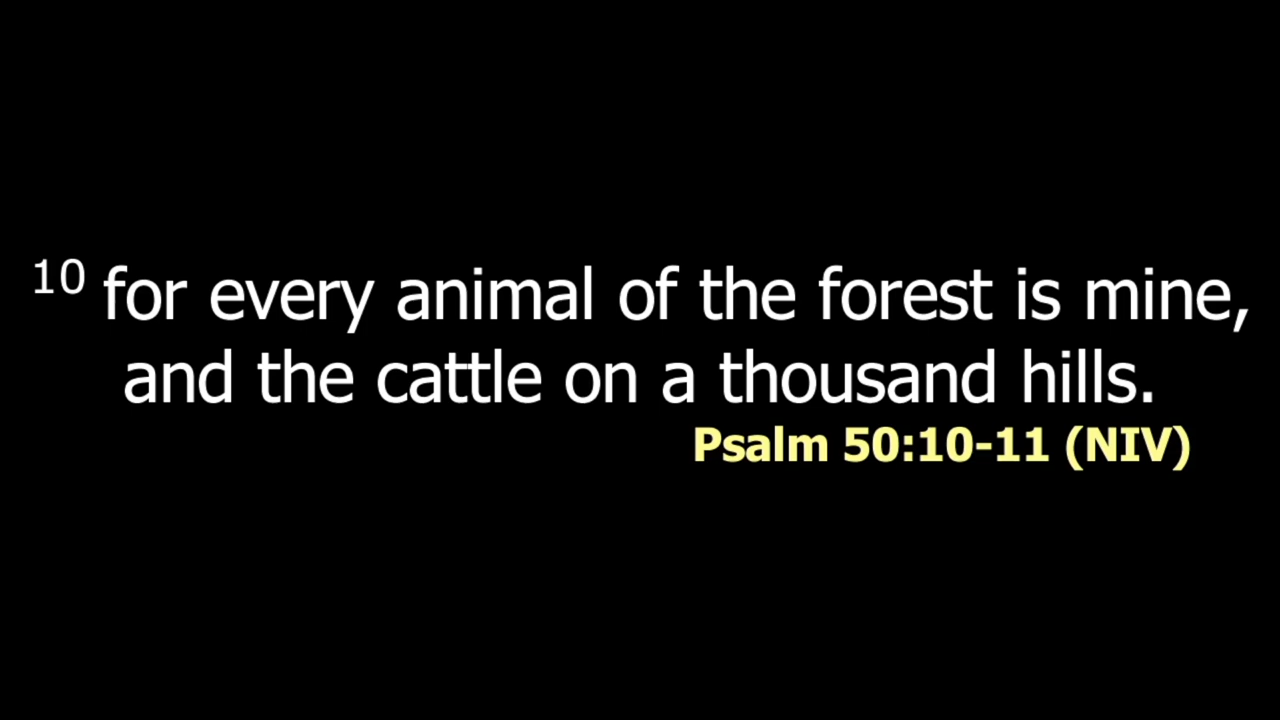 10 for every animal of the forest is mine,
and the cattle on a thousand hills.
Psalm 50:10-11 (NIV)